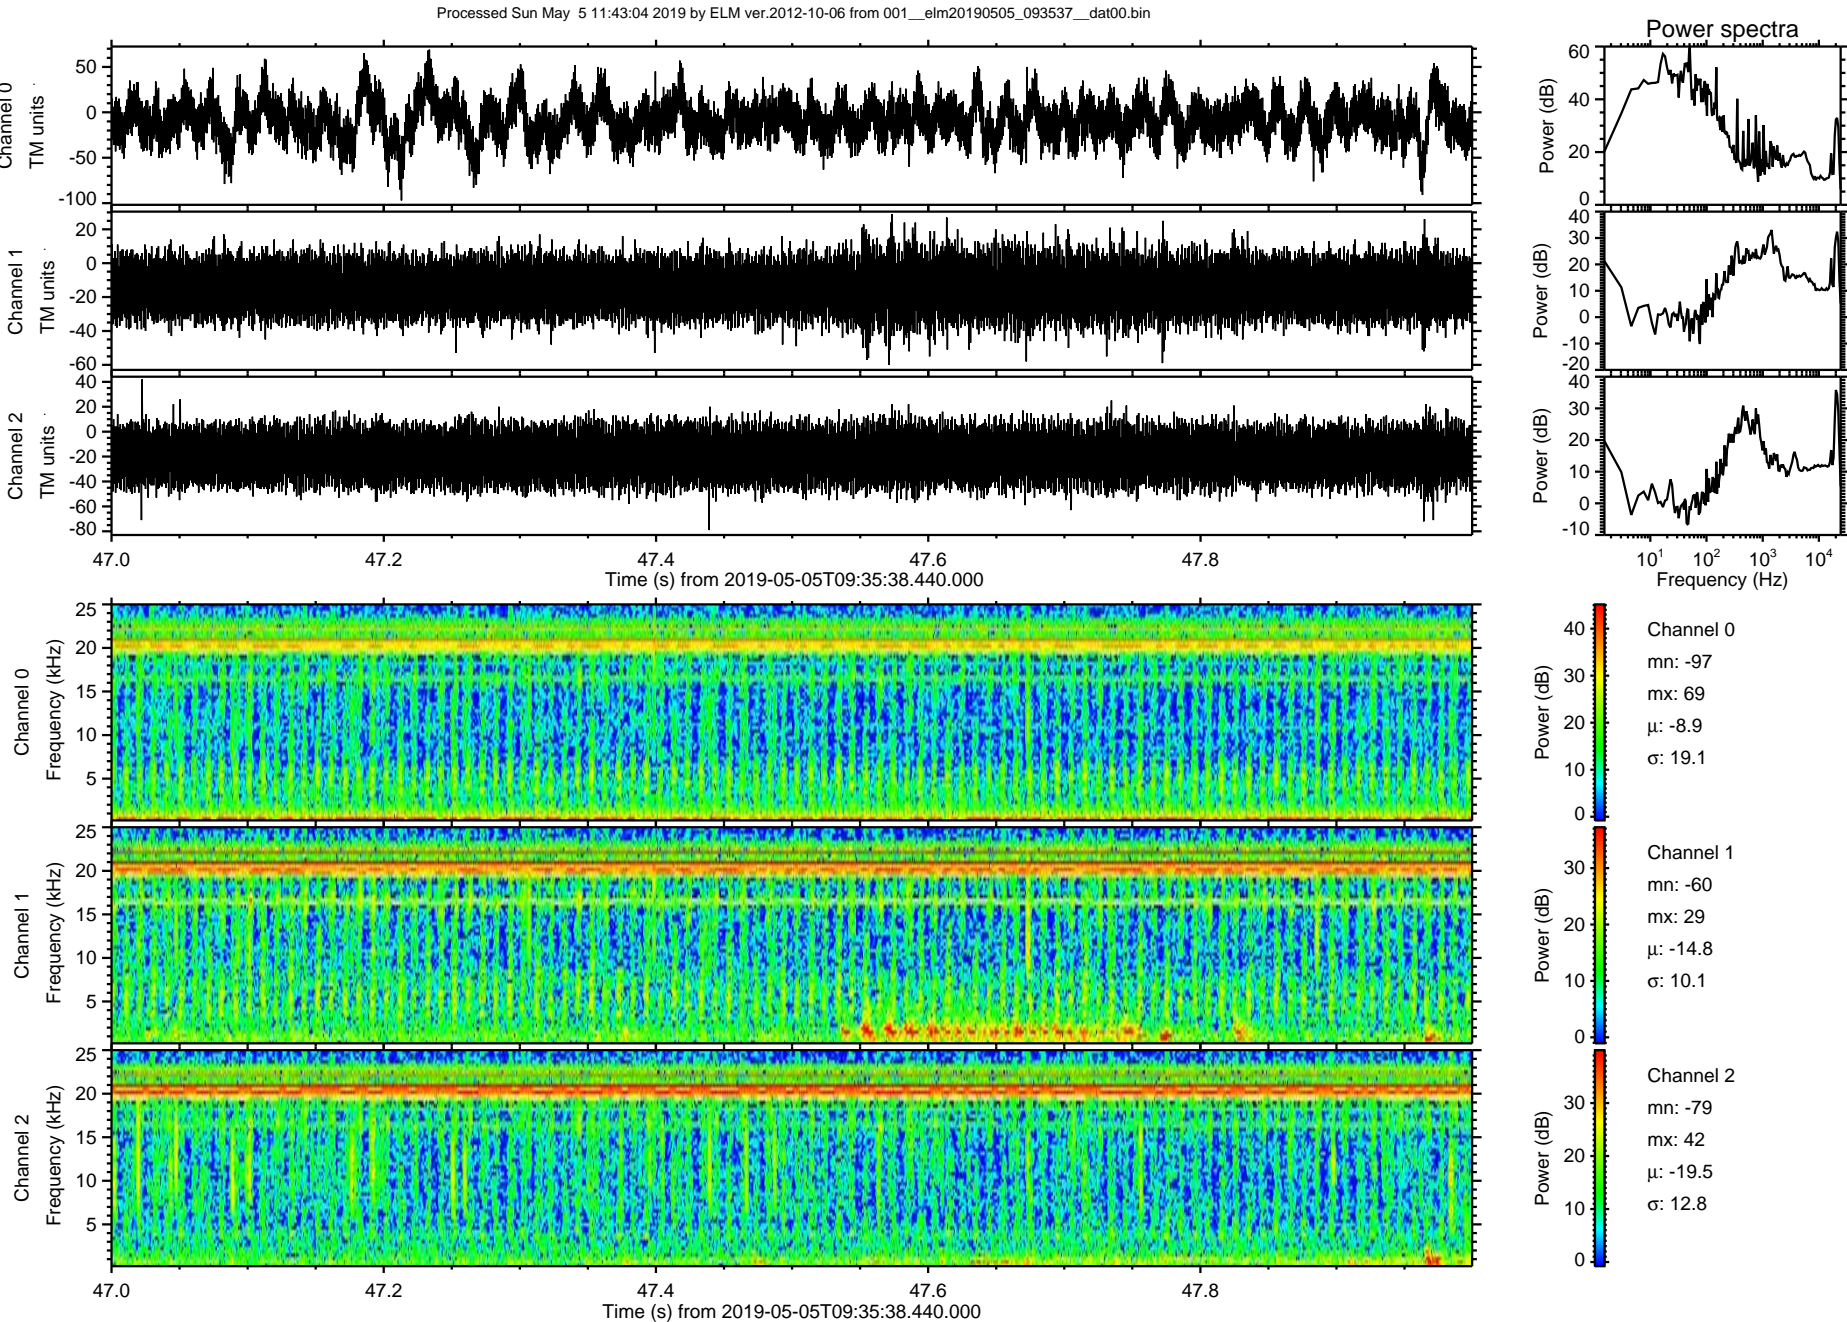 Processed Sun May  5 11:43:04 2019 by ELM ver.2012-10-06 from 001__elm20190505_093537__dat00.bin
Power spectra
Channel 0
TM units
50
0
-50
-100
Power (dB)
60
40
20
0
Channel 1
TM units
20
0
-20
-40
-60
Power (dB)
40
30
20
10
0
-10
-20
Channel 2
TM units
40
20
0
-20
-40
-60
-80
Power (dB)
40
30
20
10
0
-10
47.0 47.2 47.4 47.6 47.8
Time (s) from 2019-05-05T09:35:38.440.000
10¹ 10² 10³ 10⁴
Frequency (Hz)
Channel 0
Frequency (kHz)
25
20
15
10
5
Power (dB)
40
30
20
10
0
Channel 0
mn: -97
mx: 69
μ: -8.9
σ: 19.1
Channel 1
Frequency (kHz)
25
20
15
10
5
Power (dB)
30
20
10
0
Channel 1
mn: -60
mx: 29
μ: -14.8
σ: 10.1
Channel 2
Frequency (kHz)
25
20
15
10
5
Power (dB)
30
20
10
0
Channel 2
mn: -79
mx: 42
μ: -19.5
σ: 12.8
47.0 47.2 47.4 47.6 47.8
Time (s) from 2019-05-05T09:35:38.440.000